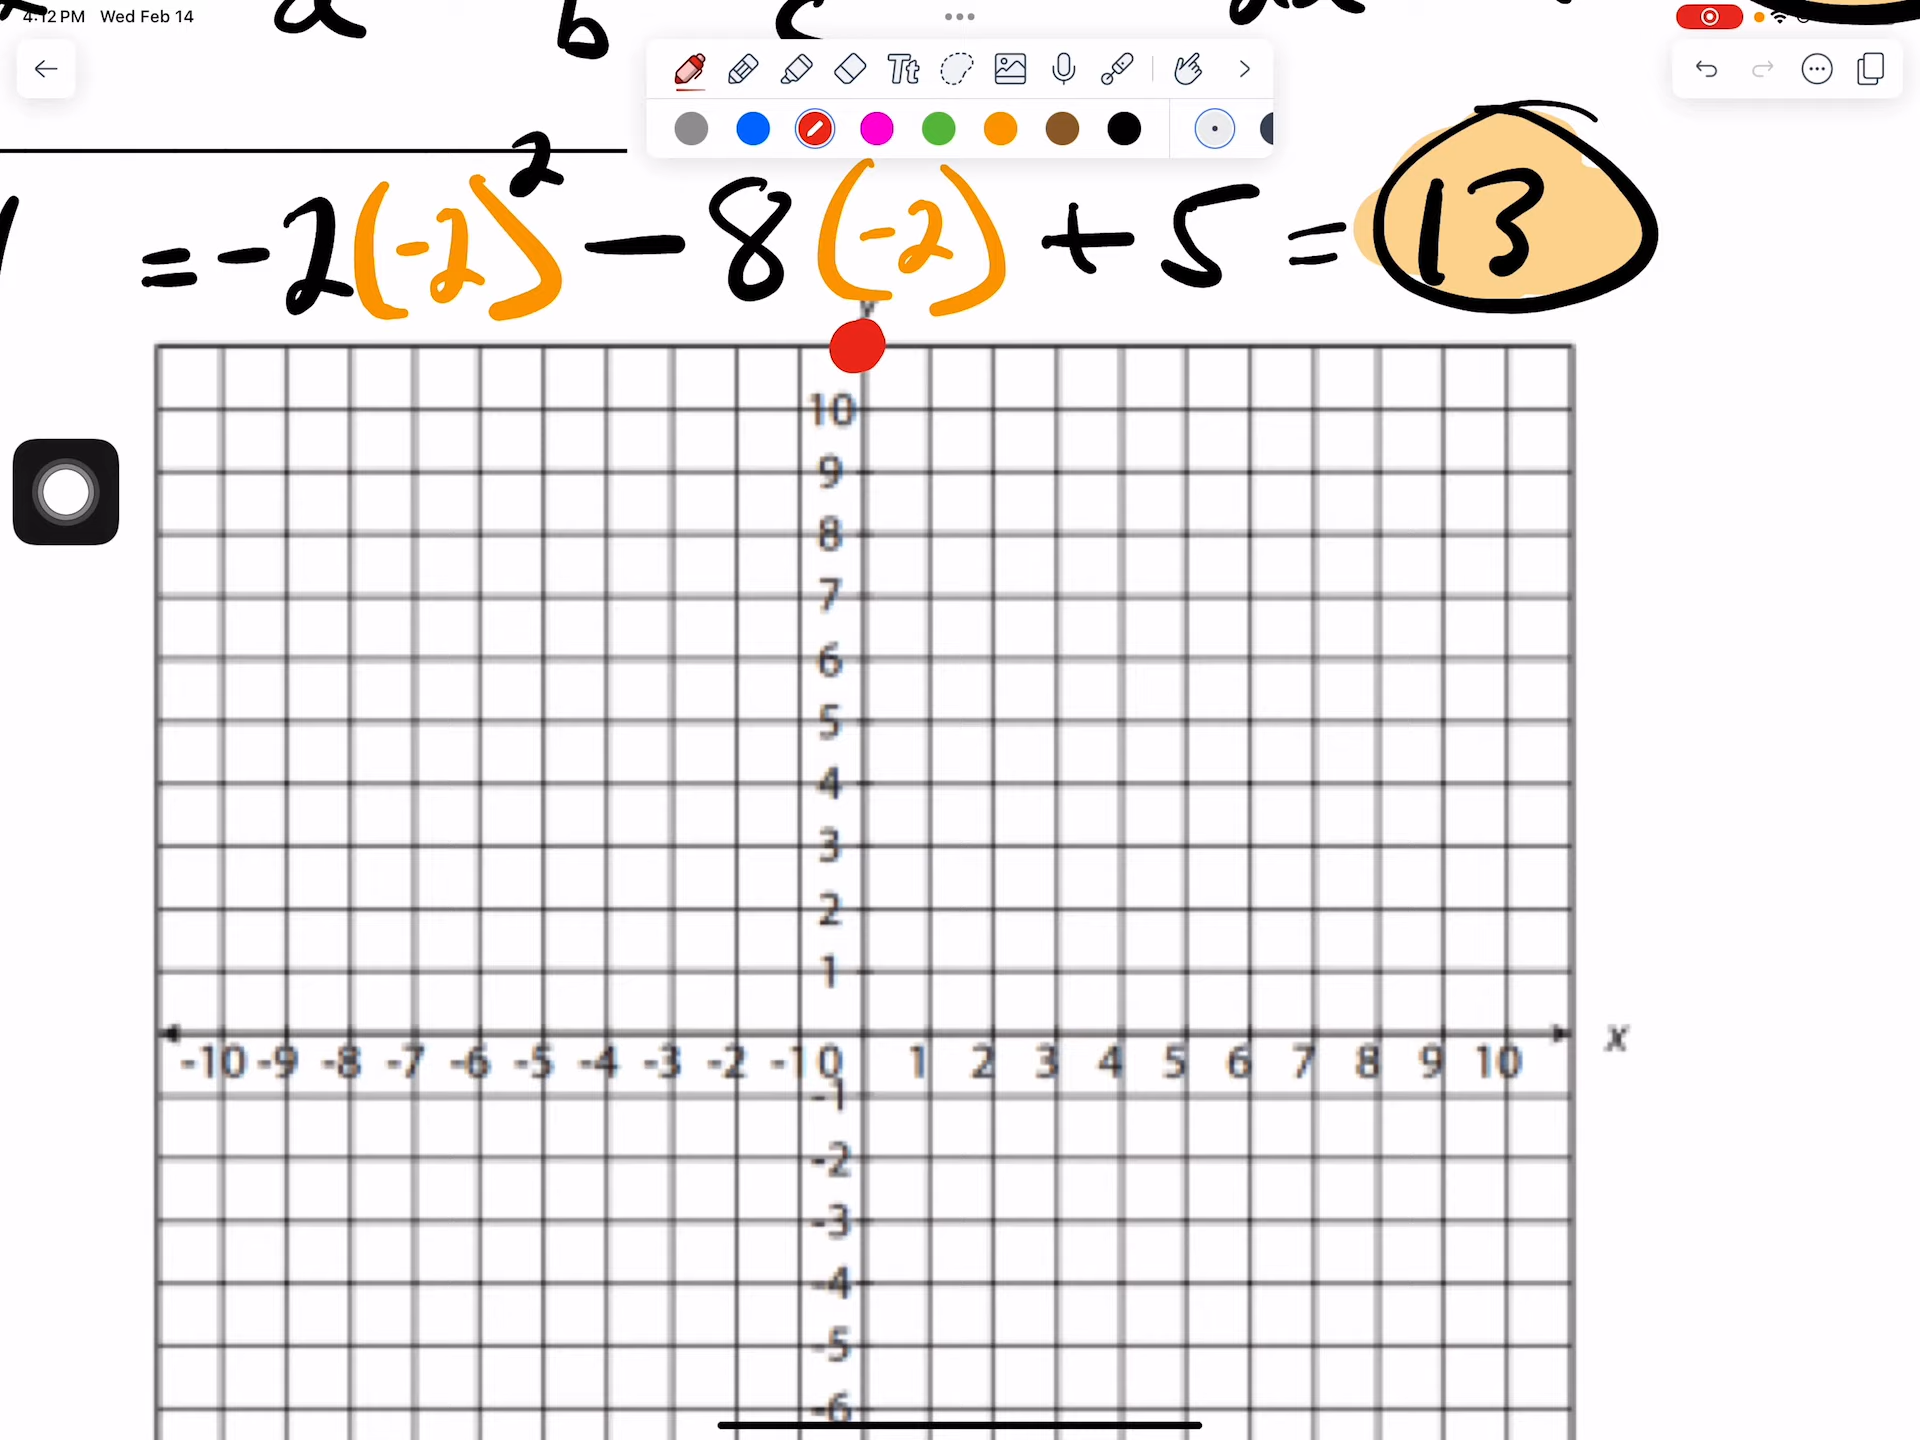 4:12 PM Wed Feb 14
a b c
Tt
= -2(-2)² - 8(-2) + 5 = 13
y
10
9
8
7
6
5
4
3
2
1
x
-10 -9 -8 -7 -6 -5 -4 -3 -2 -1 0 1 2 3 4 5 6 7 8 9 10
-1
-2
-3
-4
-5
-6